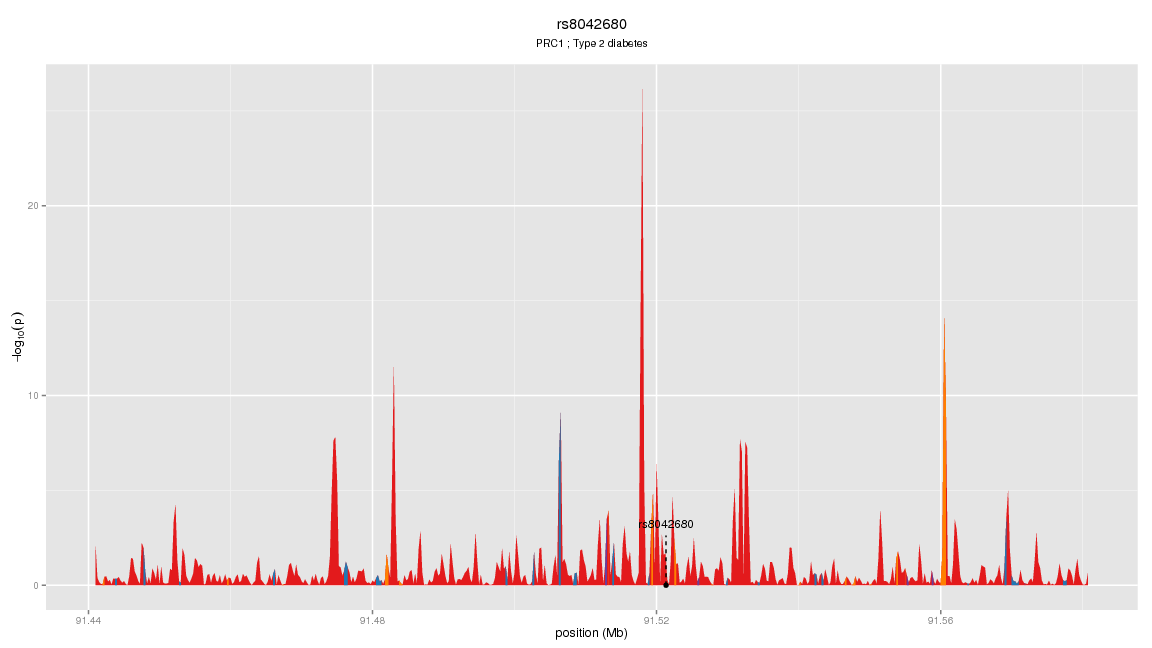 rs8042680
PRC1 ; Type 2 diabetes
−log10(p)
20
10
0
rs8042680
91.44
91.48
91.52
91.56
position (Mb)